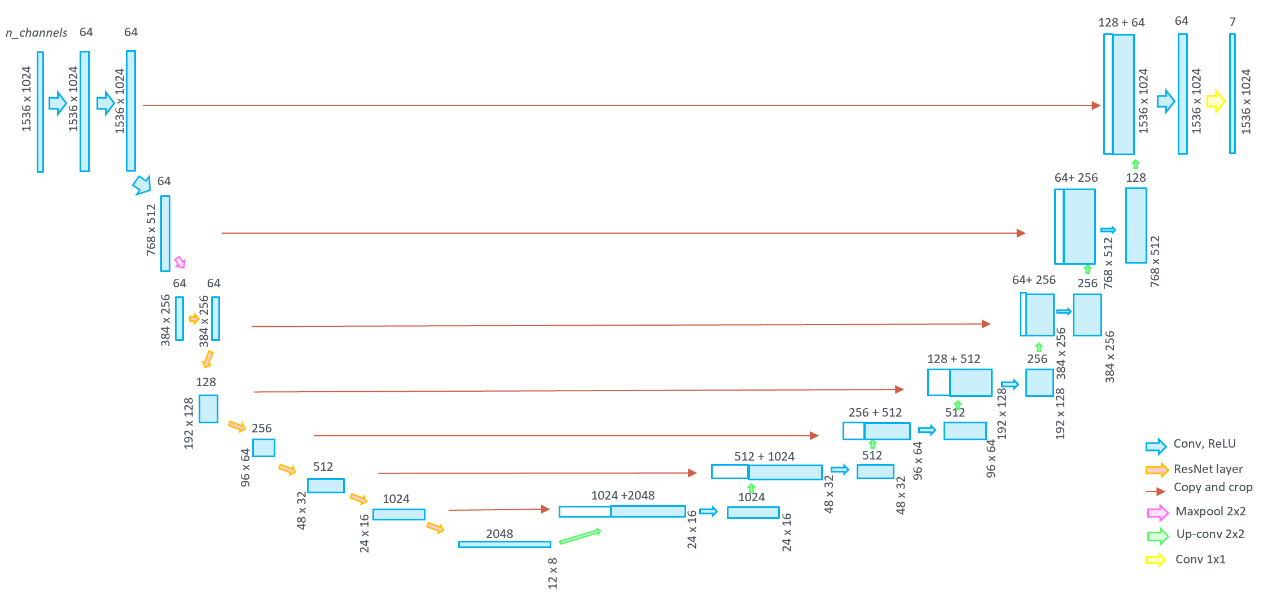 n_channels
64
64
1536 x 1024
1536 x 1024
1536 x 1024
64
768 x 512
64
64
384 x 256
384 x 256
128
192 x 128
256
96 x 64
512
48 x 32
1024
24 x 16
2048
12 x 8
1024 +2048
24 x 16
1024
24 x 16
512 + 1024
48 x 32
512
48 x 32
256 + 512
96 x 64
512
96 x 64
128 + 512
192 x 128
256
192 x 128
64+ 256
384 x 256
256
384 x 256
64+ 256
768 x 512
128
768 x 512
128 + 64
1536 x 1024
64
1536 x 1024
7
1536 x 1024
Conv, ReLU
ResNet layer
Copy and crop
Maxpool 2x2
Up-conv 2x2
Conv 1x1